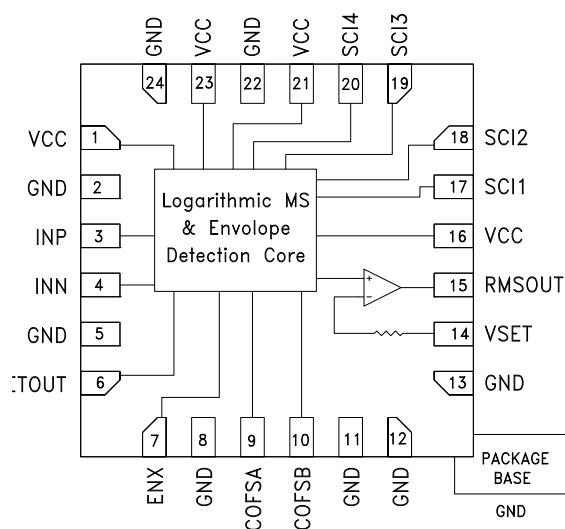 GND
VCC
GND
VCC
SCI4
SCI3
24
23
22
21
20
19
VCC
1
GND
2
INP
3
INN
4
GND
5
ETOUT
6
18
SCI2
17
SCI1
16
VCC
15
RMSOUT
14
VSET
13
GND
Logarithmic MS
& Envolope
Detection Core
+
−
7
8
9
10
11
12
ENX
GND
COFSA
COFSB
GND
GND
PACKAGE
BASE
GND